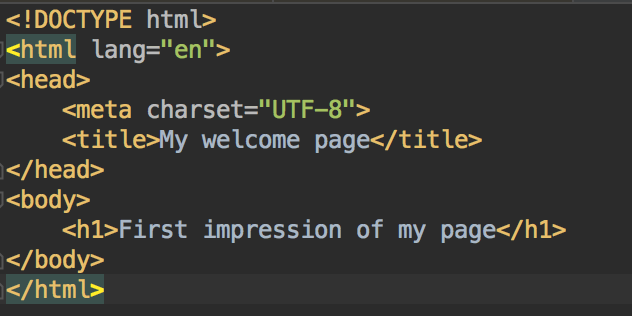 <!DOCTYPE html>
<html lang="en">
<head>
    <meta charset="UTF-8">
    <title>My welcome page</title>
</head>
<body>
    <h1>First impression of my page</h1>
</body>
</html>